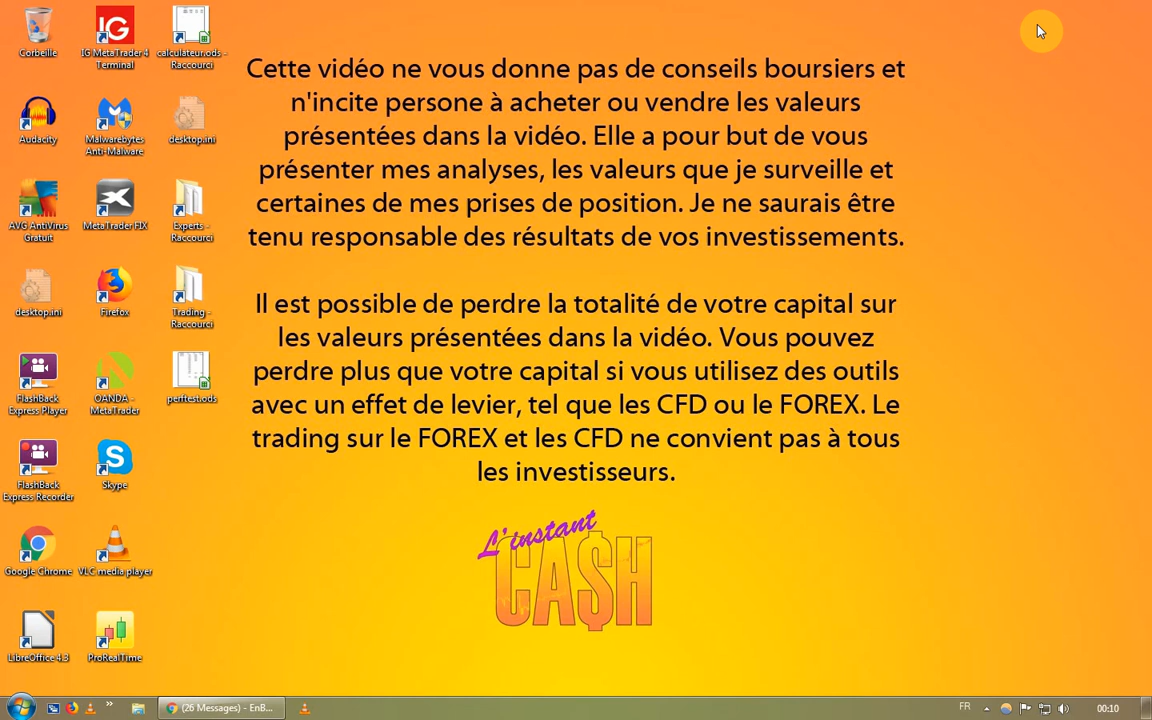 Corbeille
IG MetaTrader 4
Terminal
calculateur.ods -
Raccourci
Audacity
Malwarebytes
Anti-Malware
desktop.ini
AVG AntiVirus
Gratuit
MetaTrader FIX
Experts -
Raccourci
desktop.ini
Firefox
Trading -
Raccourci
FlashBack
Express Player
OANDA -
MetaTrader
perftest.ods
FlashBack
Express Recorder
Skype
Google Chrome
VLC media player
LibreOffice 4.3
ProRealTime
Cette vidéo ne vous donne pas de conseils boursiers et
n'incite persone à acheter ou vendre les valeurs
présentées dans la vidéo. Elle a pour but de vous
présenter mes analyses, les valeurs que je surveille et
certaines de mes prises de position. Je ne saurais être
tenu responsable des résultats de vos investissements.
Il est possible de perdre la totalité de votre capital sur
les valeurs présentées dans la vidéo. Vous pouvez
perdre plus que votre capital si vous utilisez des outils
avec un effet de levier, tel que les CFD ou le FOREX. Le
trading sur le FOREX et les CFD ne convient pas à tous
les investisseurs.
L'instant
CA$H
(26 Messages) - EnB...
FR
00:10